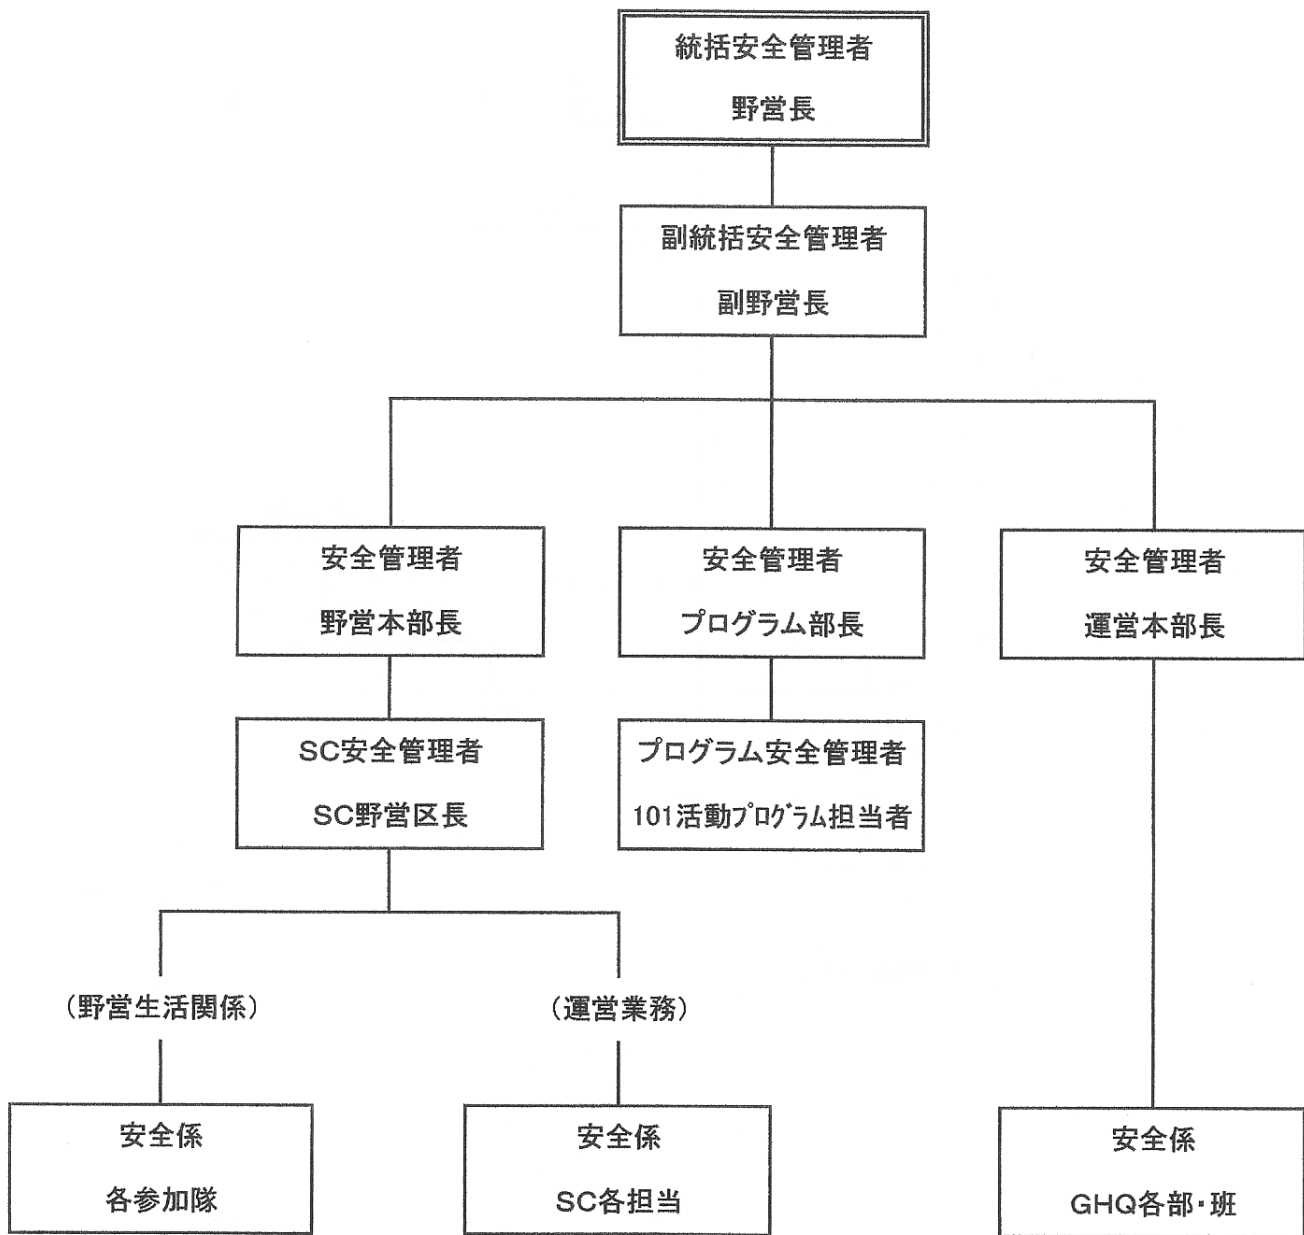 統括安全管理者
野営長
副統括安全管理者
副野営長
安全管理者
野営本部長
安全管理者
プログラム部長
安全管理者
運営本部長
SC安全管理者
SC野営区長
プログラム安全管理者
101活動プログラム担当者
（野営生活関係）
（運営業務）
安全係
各参加隊
安全係
SC各担当
安全係
GHQ各部・班